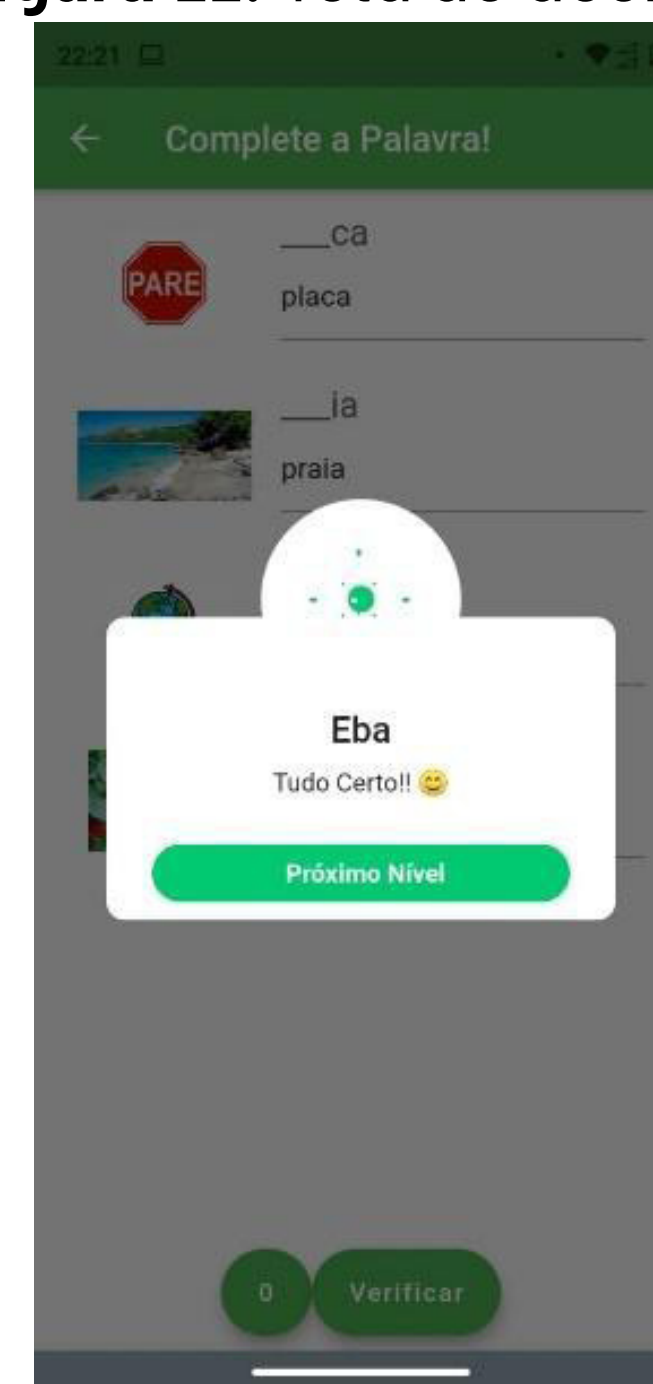 22:21
Complete a Palavra!
___ca
PARE
placa
___ia
praia
Eba
Tudo Certo!! 😊
Próximo Nível
0 Verificar